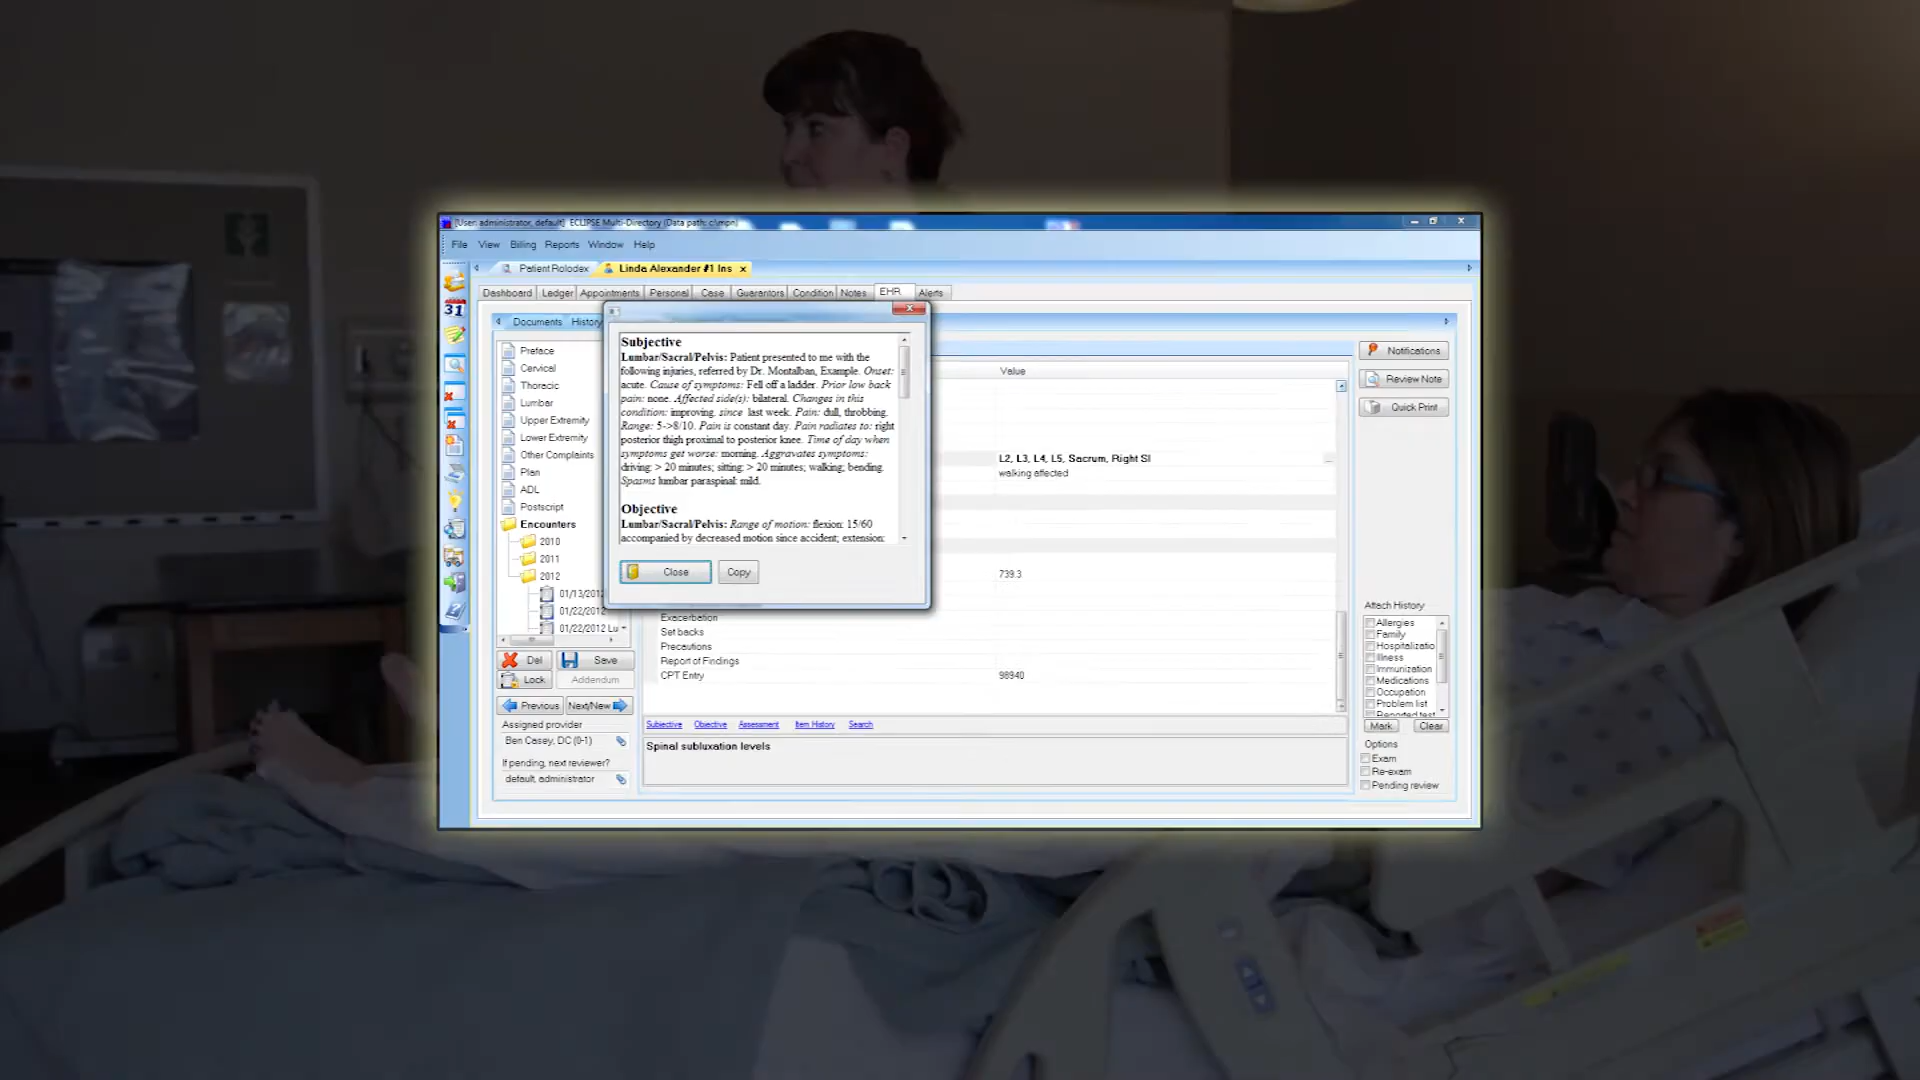 [User: administrator, default] ECLIPSE Multi-Directory (Data path: c:\mpn)
File View Billing Reports Window Help
Patient Rolodex Linda Alexander #1 Ins x
Dashboard Ledger Appointments Personal Case Guarantors Condition Notes EHR Alerts
31
Documents History
Preface
Cervical
Thoracic
Lumbar
Upper Extremity
Lower Extremity
Other Complaints
Plan
ADL
Postscript
Encounters
2010
2011
2012
01/13/2012
01/22/2012
01/22/2012 Lu
Del Save
Lock Addendum
Previous Next/New
Assigned provider
Ben Casey, DC (0-1)
If pending, next reviewer?
default, administrator
Subjective
Lumbar/Sacral/Pelvis: Patient presented to me with the
following injuries, referred by Dr. Montalban, Example. Onset:
acute. Cause of symptoms: Fell off a ladder. Prior low back
pain: none. Affected side(s): bilateral. Changes in this
condition: improving. since last week. Pain: dull, throbbing.
Range: 5->8/10. Pain is constant day. Pain radiates to: right
posterior thigh proximal to posterior knee. Time of day when
symptoms get worse: morning. Aggravates symptoms:
driving: > 20 minutes; sitting: > 20 minutes; walking; bending.
Spasms lumbar paraspinal: mild.
Objective
Lumbar/Sacral/Pelvis: Range of motion: flexion: 15/60
accompanied by decreased motion since accident; extension:
Close Copy
Value
L2, L3, L4, L5, Sacrum, Right SI
...
walking affected
739.3
Exacerbation
Set backs
Precautions
Report of Findings
CPT Entry 98940
Subjective Objective Assessment Item History Search
Spinal subluxation levels
Notifications
Review Note
Quick Print
Attach History
Allergies
Family
Hospitalizatio
Illness
Immunization
Medications
Occupation
Problem list
Reported test
Mark Clear
Options
Exam
Re-exam
Pending review